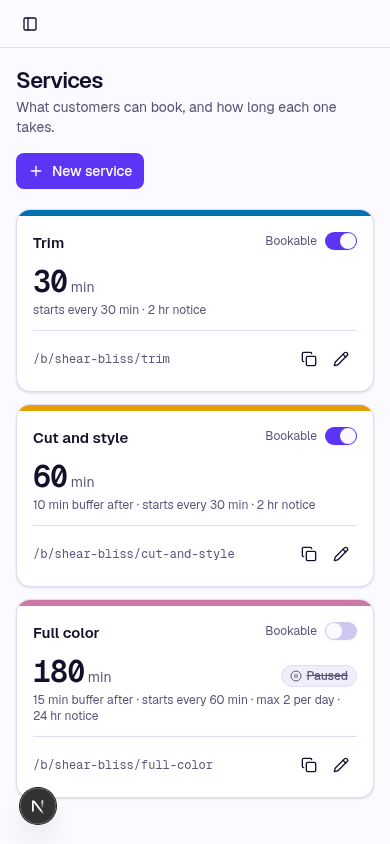 Services
What customers can book, and how long each one
takes.
New service
Trim
Bookable
30 min
starts every 30 min · 2 hr notice
/b/shear-bliss/trim
Cut and style
Bookable
60 min
10 min buffer after · starts every 30 min · 2 hr notice
/b/shear-bliss/cut-and-style
Full color
Bookable
180 min
Paused
15 min buffer after · starts every 60 min · max 2 per day ·
24 hr notice
/b/shear-bliss/full-color
N